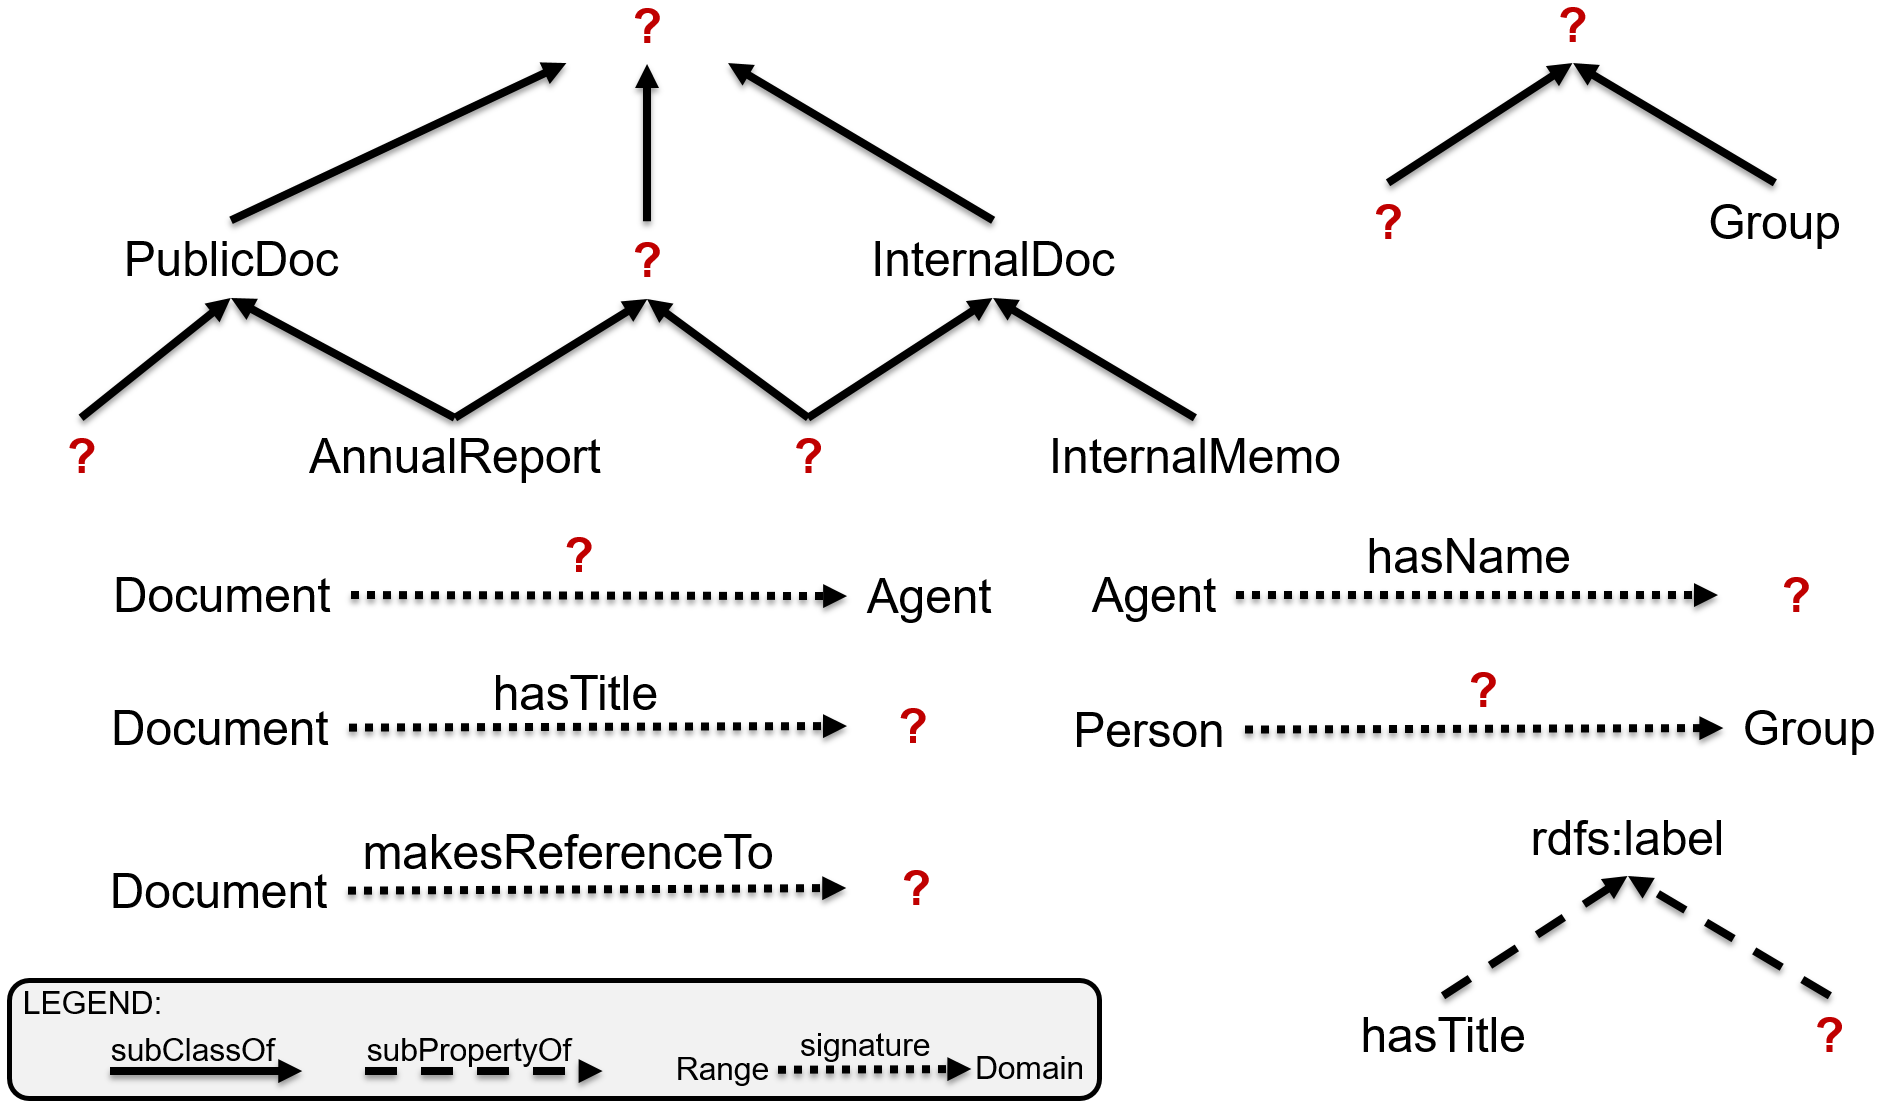 ? ?
? Group
PublicDoc ? InternalDoc
? AnnualReport ? InternalMemo
? hasName
Document Agent Agent ?
hasTitle ?
Document ? Person Group
makesReferenceTo rdfs:label
Document ?
LEGEND:
subClassOf subPropertyOf signature
Range Domain
hasTitle ?